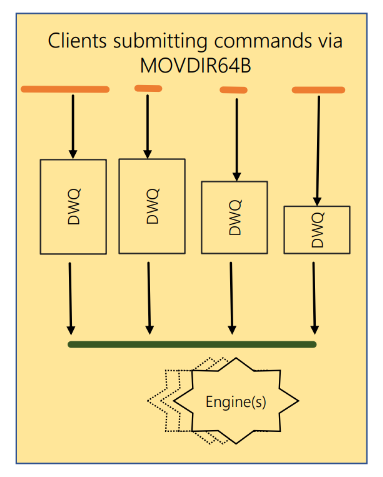 Clients submitting commands via
MOVDIR64B
DWQ
DWQ
DWQ
DWQ
Engine(s)